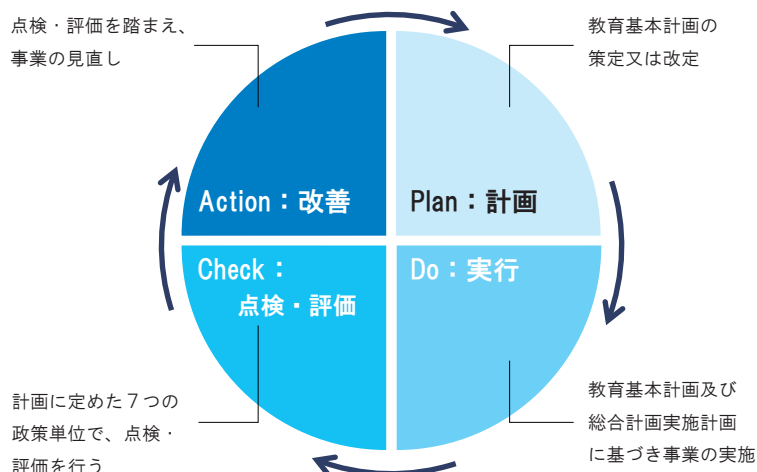 点検・評価を踏まえ、
事業の見直し
教育基本計画の
策定又は改定
Action：改善
Plan：計画
Check：
点検・評価
Do：実行
計画に定めた７つの
政策単位で、点検・
評価を行う
教育基本計画及び
総合計画実施計画
に基づき事業の実施